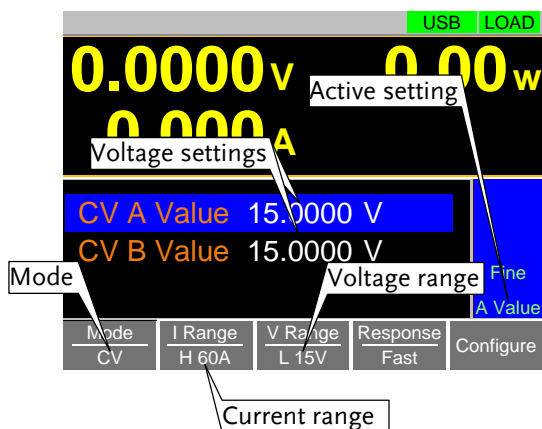 USB LOAD
0.0000 V 0.00 W
Active setting
0.000 A
Voltage settings
CV A Value 15.0000 V
CV B Value 15.0000 V
Mode
Voltage range
Fine
A Value
Mode I Range V Range Response Configure
CV H 60A L 15V Fast
Current range